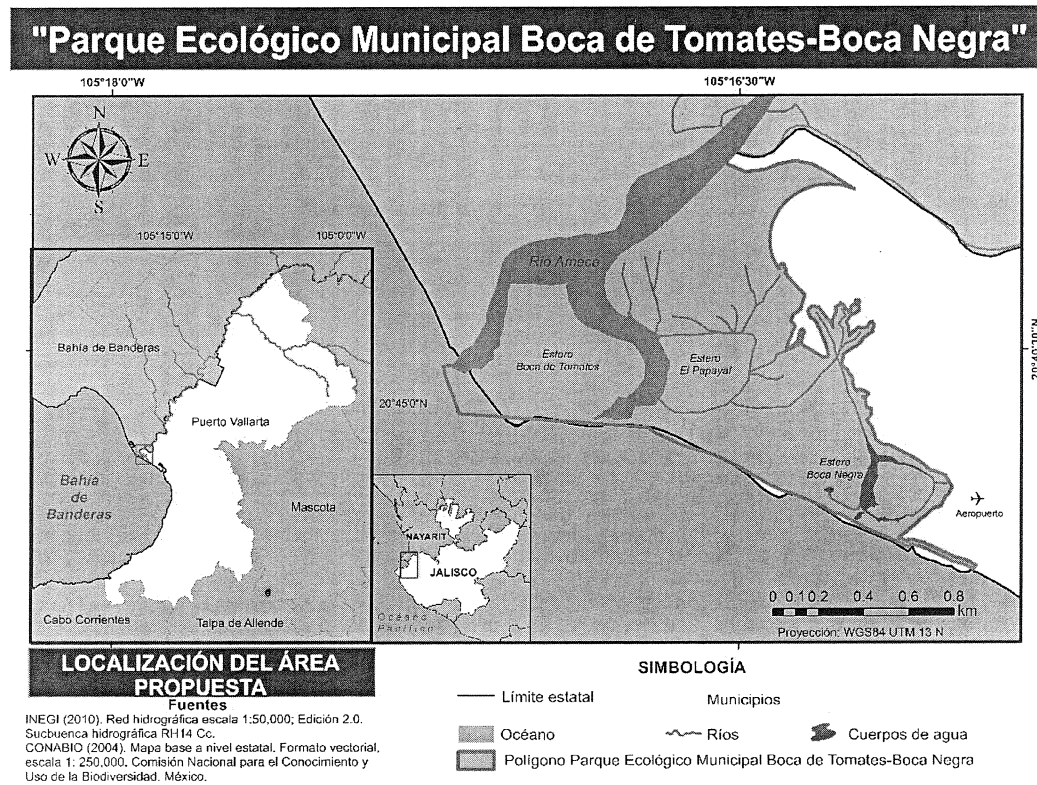 "Parque Ecológico Municipal Boca de Tomates-Boca Negra"
105°18'0"W
105°16'30"W
N
W
E
S
105°15'0"W
105°0'0"W
Río Ameca
Estero
Boca de Tomates
Estero
El Papayal
20°45'0"N
Estero
Boca Negra
Aeropuerto
Bahía de Banderas
Puerto Vallarta
Bahía
de
Banderas
Mascota
Cabo Corrientes
Talpa de Allende
NAYARIT
JALISCO
Océano
Pacífico
0 0.1 0.2 0.4 0.6 0.8
km
Proyección: WGS84 UTM 13 N
LOCALIZACIÓN DEL ÁREA
PROPUESTA
Fuentes
INEGI (2010). Red hidrográfica escala 1:50,000; Edición 2.0.
Sucbuenca hidrográfica RH14 Cc.
CONABIO (2004). Mapa base a nivel estatal. Formato vectorial,
escala 1: 250,000. Comisión Nacional para el Conocimiento y
Uso de la Biodiversidad. México.
SIMBOLOGÍA
Límite estatal
Municipios
Océano
Ríos
Cuerpos de agua
Polígono Parque Ecológico Municipal Boca de Tomates-Boca Negra